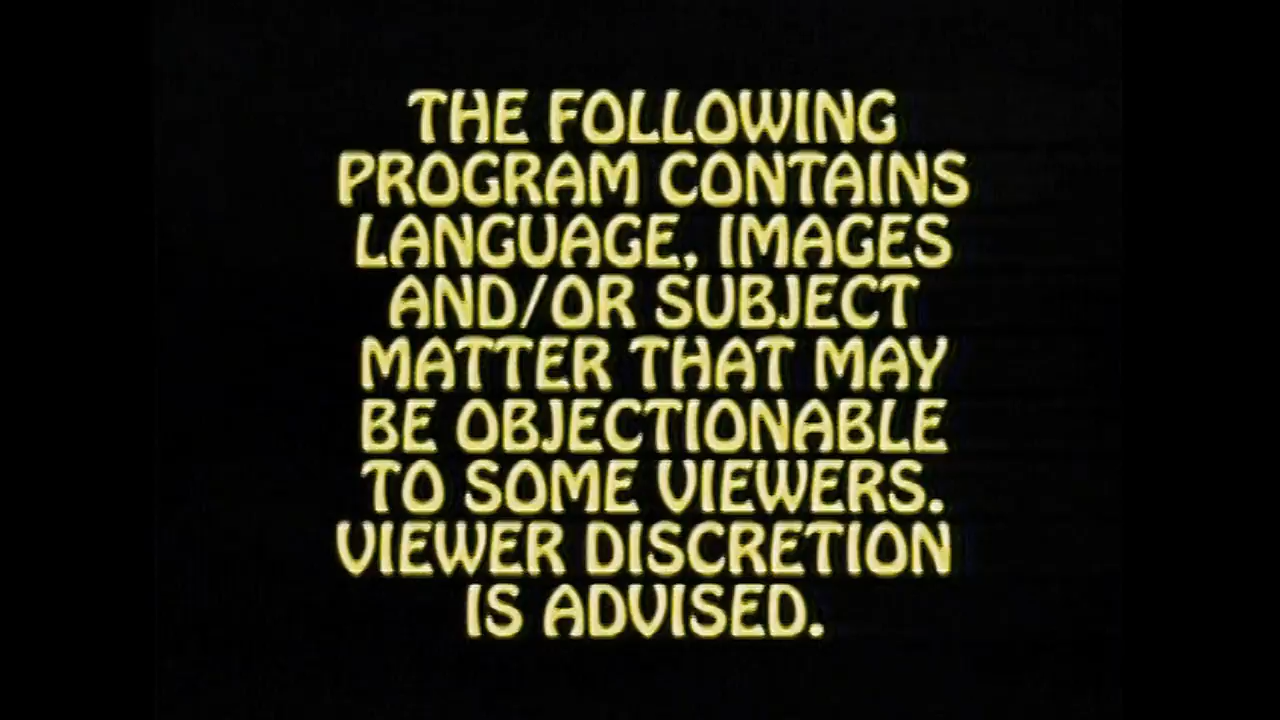 THE FOLLOWING
PROGRAM CONTAINS
LANGUAGE, IMAGES
AND/OR SUBJECT
MATTER THAT MAY
BE OBJECTIONABLE
TO SOME VIEWERS.
VIEWER DISCRETION
IS ADVISED.